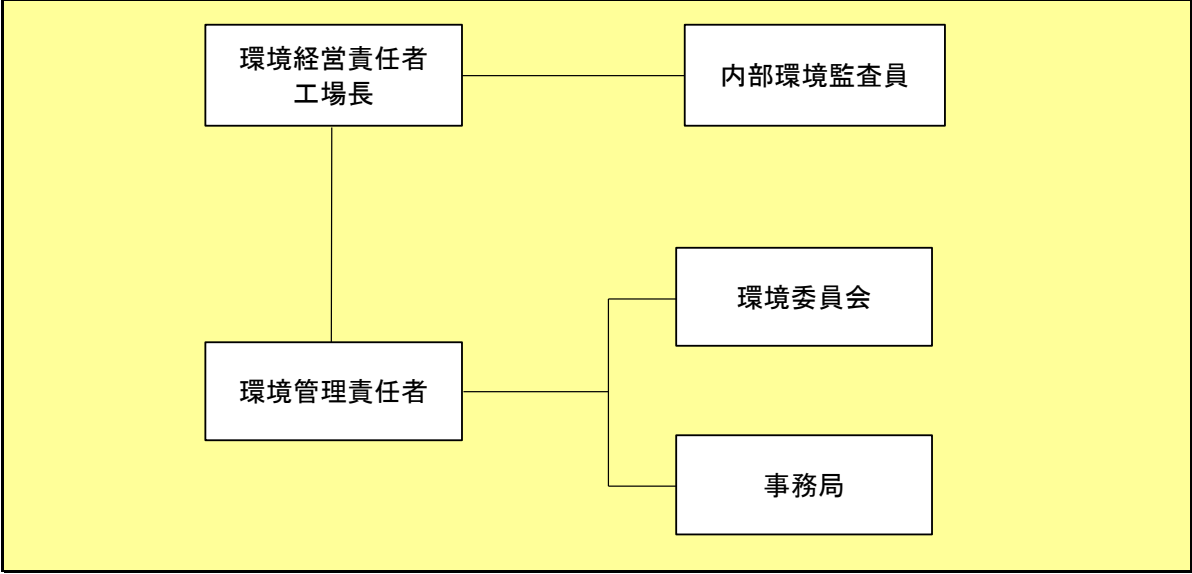 環境経営責任者
工場長
内部環境監査員
環境委員会
環境管理責任者
事務局